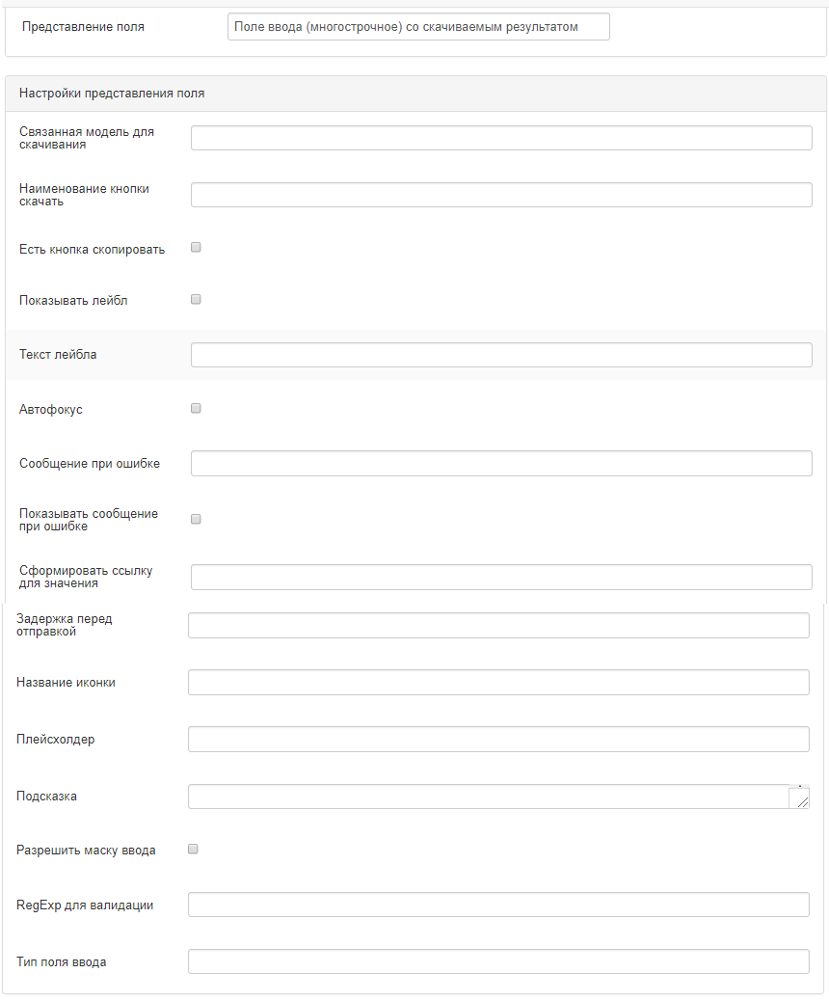 Представление поля
Поле ввода (многострочное) со скачиваемым результатом
Настройки представления поля
Связанная модель для
скачивания
Наименование кнопки
скачать
Есть кнопка скопировать
Показывать лейбл
Текст лейбла
Автофокус
Сообщение при ошибке
Показывать сообщение
при ошибке
Сформировать ссылку
для значения
Задержка перед
отправкой
Название иконки
Плейсхолдер
Подсказка
Разрешить маску ввода
RegExp для валидации
Тип поля ввода